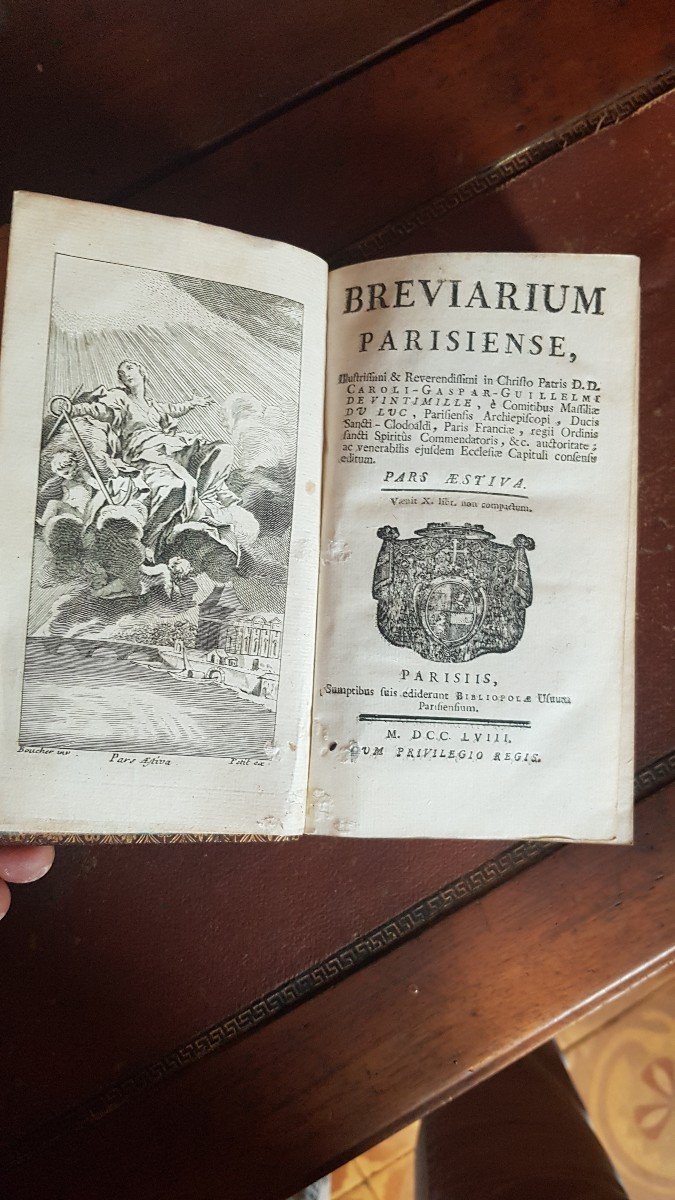 Boucher inv
Pars Æstiva
Petit ex
BREVIARIUM
PARISIENSE,
Illustrissimi & Reverendissimi in Christo Patris D.D.
CAROLI-GASPAR-GUILLELMI
DE VINTIMILLE, è Comitibus Massiliæ
DU LUC, Parisiensis Archiepiscopi, Ducis
Sancti-Clodoaldi, Paris Franciæ, regii Ordinis
sancti Spiritûs Commendatoris, &c. auctoritate;
ac venerabilis ejusdem Ecclesiæ Capituli consensu
editum.
PARS ÆSTIVA.
Vænit X. libr. non compactum.
PARISIIS,
Sumptibus suis ediderunt BIBLIOPOLÆ Usuum
Parisiensium.
M. DCC. LVIII.
CUM PRIVILEGIO REGIS.